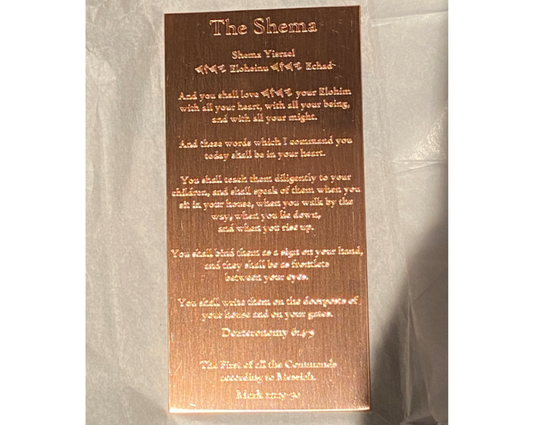 The Shema
Shema Yisrael
𐤉𐤄𐤅𐤄 Eloheinu 𐤉𐤄𐤅𐤄 Echad
And you shall love 𐤉𐤄𐤅𐤄 your Elohim
with all your heart, with all your being,
and with all your might.
And these words which I command you
today shall be in your heart.
You shall teach them diligently to your
children, and shall speak of them when you
sit in your house, when you walk by the
way, when you lie down,
and when you rise up.
You shall bind them as a sign on your hand,
and they shall be as frontlets
between your eyes.
You shall write them on the doorposts of
your house and on your gates.
Deuteronomy 6:4-9
The First of all the Commands
according to Messiah.
Mark 12:29-30